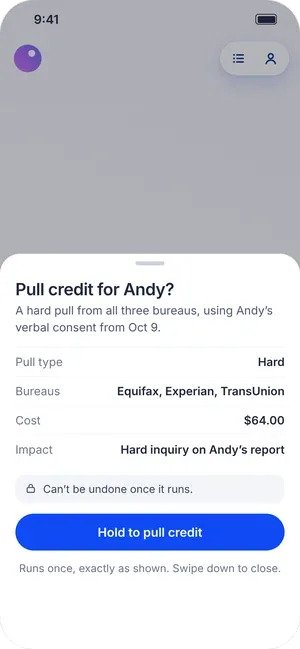 9:41
Pull credit for Andy?
A hard pull from all three bureaus, using Andy’s
verbal consent from Oct 9.
Pull type Hard
Bureaus Equifax, Experian, TransUnion
Cost $64.00
Impact Hard inquiry on Andy’s report
Can’t be undone once it runs.
Hold to pull credit
Runs once, exactly as shown. Swipe down to close.